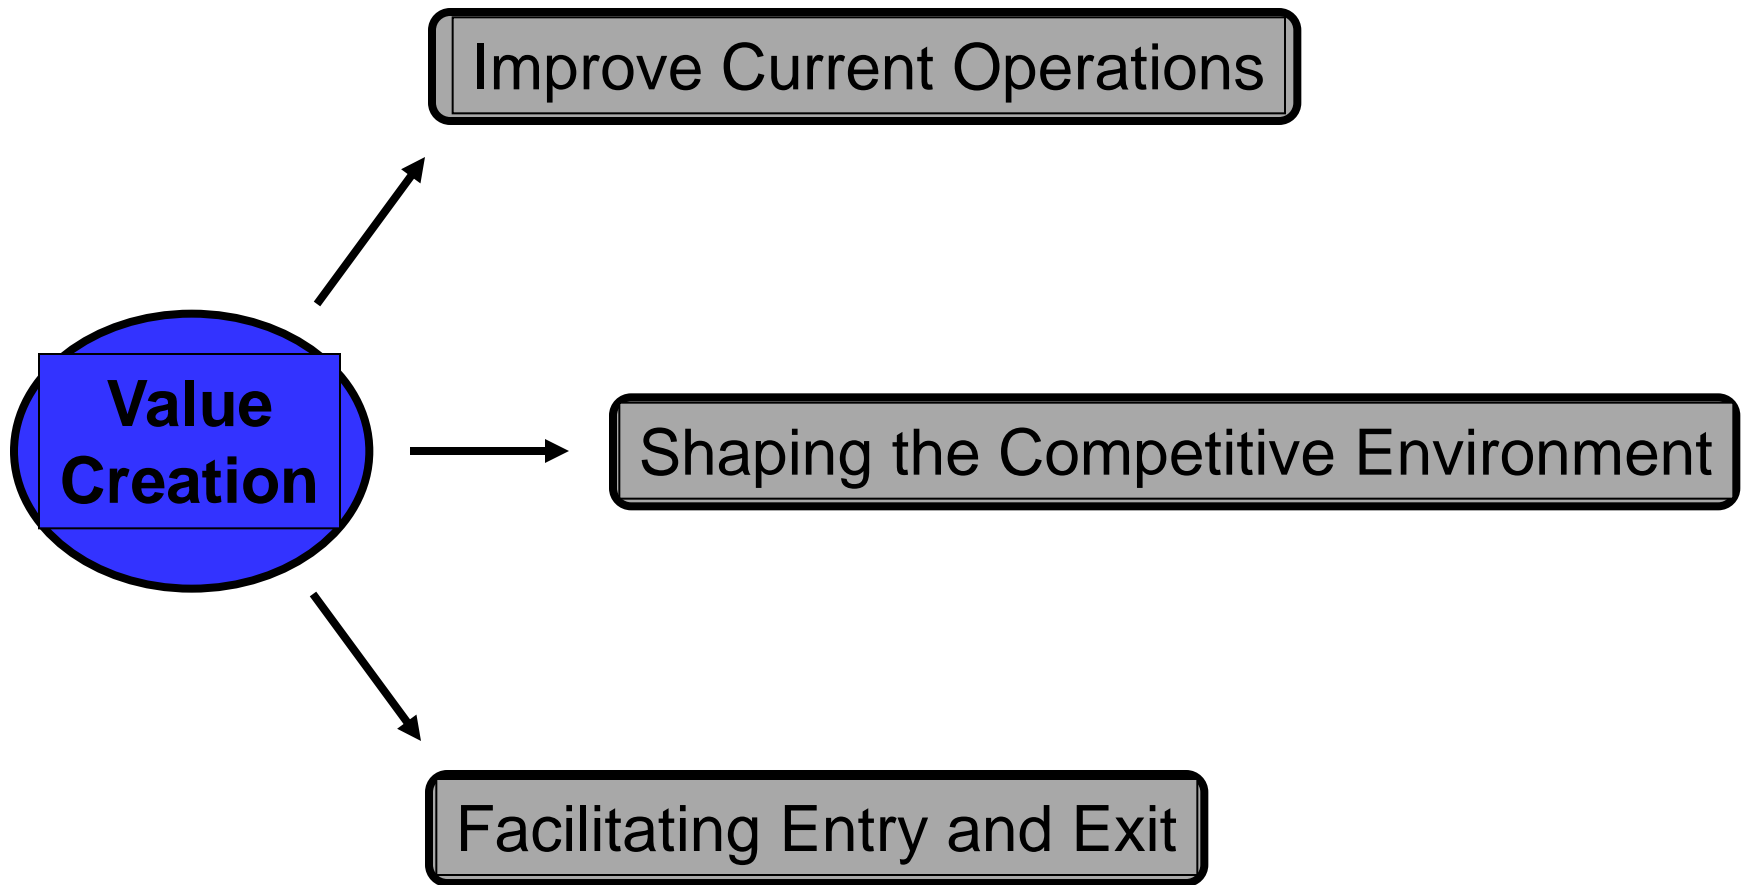 Improve Current Operations
Value
Creation
Shaping the Competitive Environment
Facilitating Entry and Exit